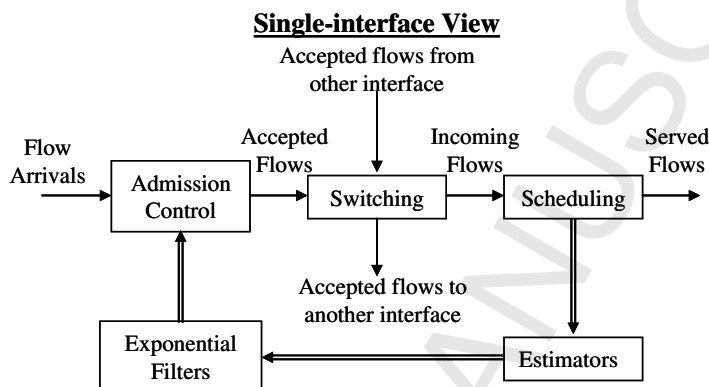 Single-interface View
Accepted flows from
other interface
Flow
Arrivals
Admission
Control
Accepted
Flows
Switching
Incoming
Flows
Scheduling
Served
Flows
Accepted flows to
another interface
Exponential
Filters
Estimators
ANUSC